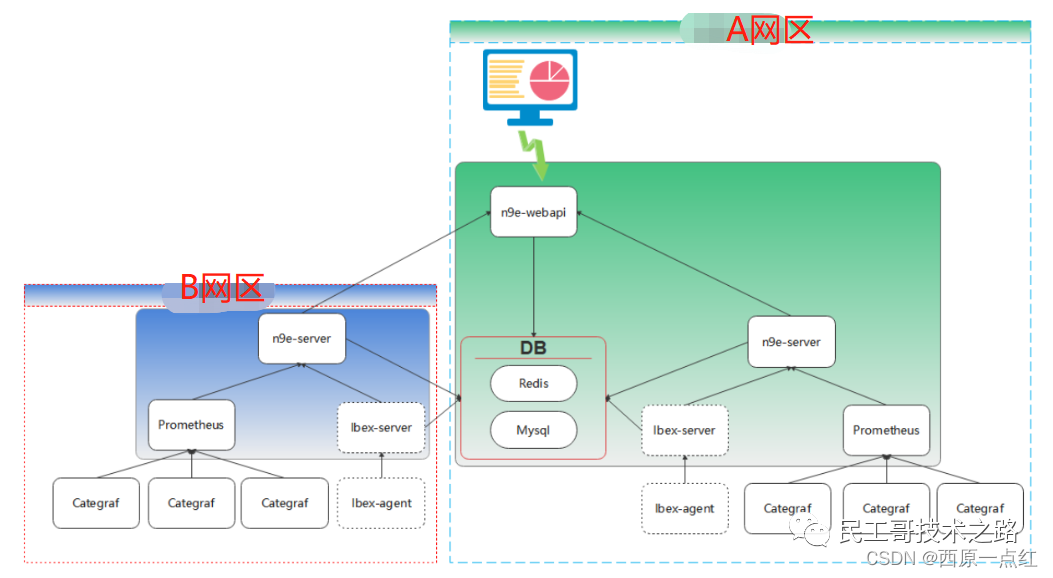 A网区
n9e-webapi
B网区
n9e-server
DB
Redis
Mysql
n9e-server
Prometheus
Ibex-server
Ibex-server
Prometheus
Categraf
Categraf
Categraf
Ibex-agent
Ibex-agent
Categraf
Categraf
Categraf
民工哥技术之路
CSDN @西原一点红